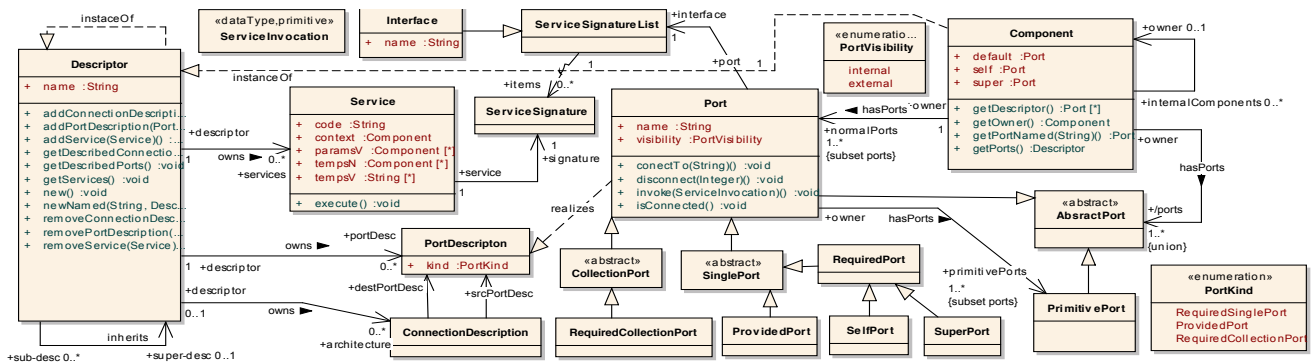 instaceOf
«dataType,primitive»
ServiceInvocation
Interface
+ name :String
ServiceSignatureList
+interface
1
+port
1
1
instanceOf
«enumeratio...
PortVisibility
internal
external
Component
+ default :Port
+ self :Port
+ super :Port
+ getDescriptor() :Port [*]
+ getOwner() :Component
+ getPortNamed(String)() :Port
+ getPorts() :Descriptor
+owner 0..1
+internalComponents 0..*
+owner
1
hasPorts
Descriptor
+ name :String
+ addConnectionDescripti...
+ addPortDescription(Port...
+ addService(Service)() :...
+ getDescribedConnectio...
+ getDescribedPorts() :void
+ getServices() :void
+ new() :void
+ newNamed(String, Desc...
+ removeConnectionDesc...
+ removePortDescription(...
+ removeService(Service)...
+descriptor
1
owns
0..*
+services
Service
+ code :String
+ context :Component
+ paramsV :Component [*]
+ tempsN :Component [*]
+ tempsV :String [*]
+ execute() :void
+items
0..*
ServiceSignature
1
+signature
+service
1
Port
+ name :String
+ visibility :PortVisibility
+ conectTo(String)() :void
+ disconnect(Integer)() :void
+ invoke(ServiceInvocation)() :void
+ isConnected() :void
hasPorts
+owner
1
+normalPorts
1..*
{subset ports}
realizes
+owner
hasPorts
«abstract»
AbsractPort
+/ports
1..*
{union}
owns
+portDesc
1
+descriptor
0..*
PortDescripton
+ kind :PortKind
+destPortDesc
+srcPortDesc
+descriptor
0..1
owns
0..*
+architecture
ConnectionDescription
inherits
+sub-desc 0..*
+super-desc 0..1
«abstract»
CollectionPort
«abstract»
SinglePort
RequiredPort
+primitivePorts
1..*
{subset ports}
RequiredCollectionPort
ProvidedPort
SelfPort
SuperPort
PrimitivePort
«enumeration»
PortKind
RequiredSinglePort
ProvidedPort
RequiredCollectionPort